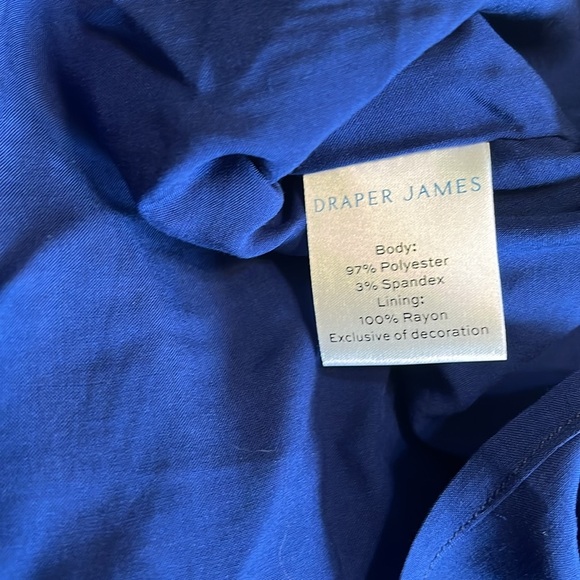 DRAPER JAMES
Body:
97% Polyester
3% Spandex
Lining:
100% Rayon
Exclusive of decoration